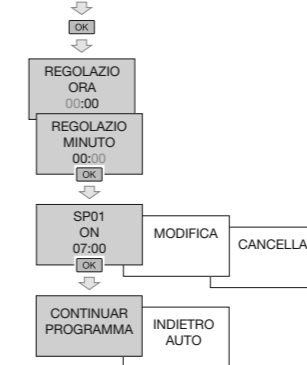 OK
REGOLAZIO
ORA
00:00
REGOLAZIO
MINUTO
00:00
OK
SP01
ON
07:00
OK
MODIFICA
CANCELLA
CONTINUAR
PROGRAMMA
INDIETRO
AUTO